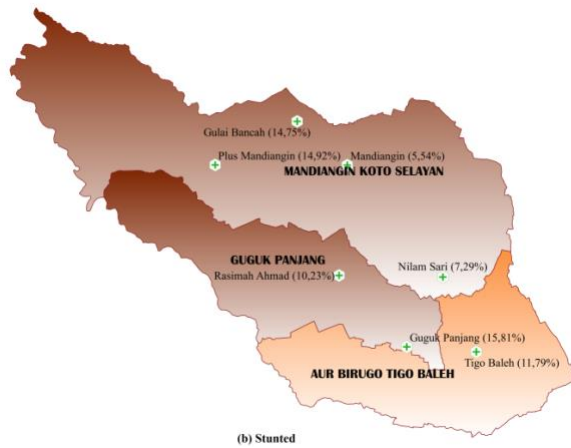 Gulai Bancah (14,75%)
Plus Mandiangin (14,92%)
Mandiangin (5,54%)
MANDIANGIN KOTO SELAYAN
GUGUK PANJANG
Rasimah Ahmad (10,23%)
Nilam Sari (7,29%)
Guguk Panjang (15,81%)
Tigo Baleh (11,79%)
AUR BIRUGO TIGO BALEH
(b) Stunted